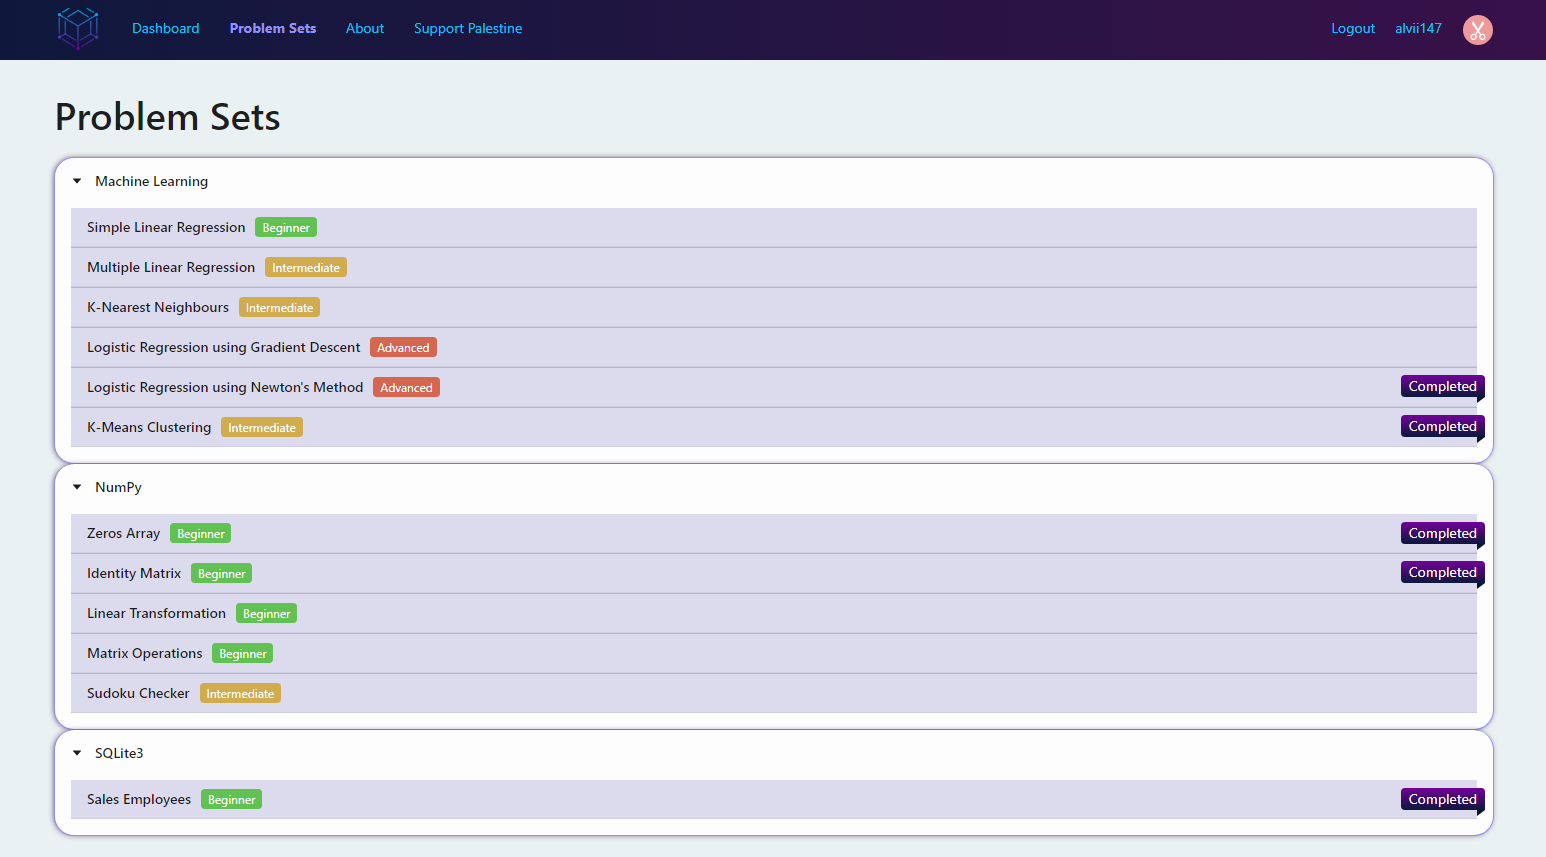 Dashboard Problem Sets About Support Palestine Logout alvii147
Problem Sets
Machine Learning
Simple Linear Regression Beginner
Multiple Linear Regression Intermediate
K-Nearest Neighbours Intermediate
Logistic Regression using Gradient Descent Advanced
Logistic Regression using Newton's Method Advanced Completed
K-Means Clustering Intermediate Completed
NumPy
Zeros Array Beginner Completed
Identity Matrix Beginner Completed
Linear Transformation Beginner
Matrix Operations Beginner
Sudoku Checker Intermediate
SQLite3
Sales Employees Beginner Completed